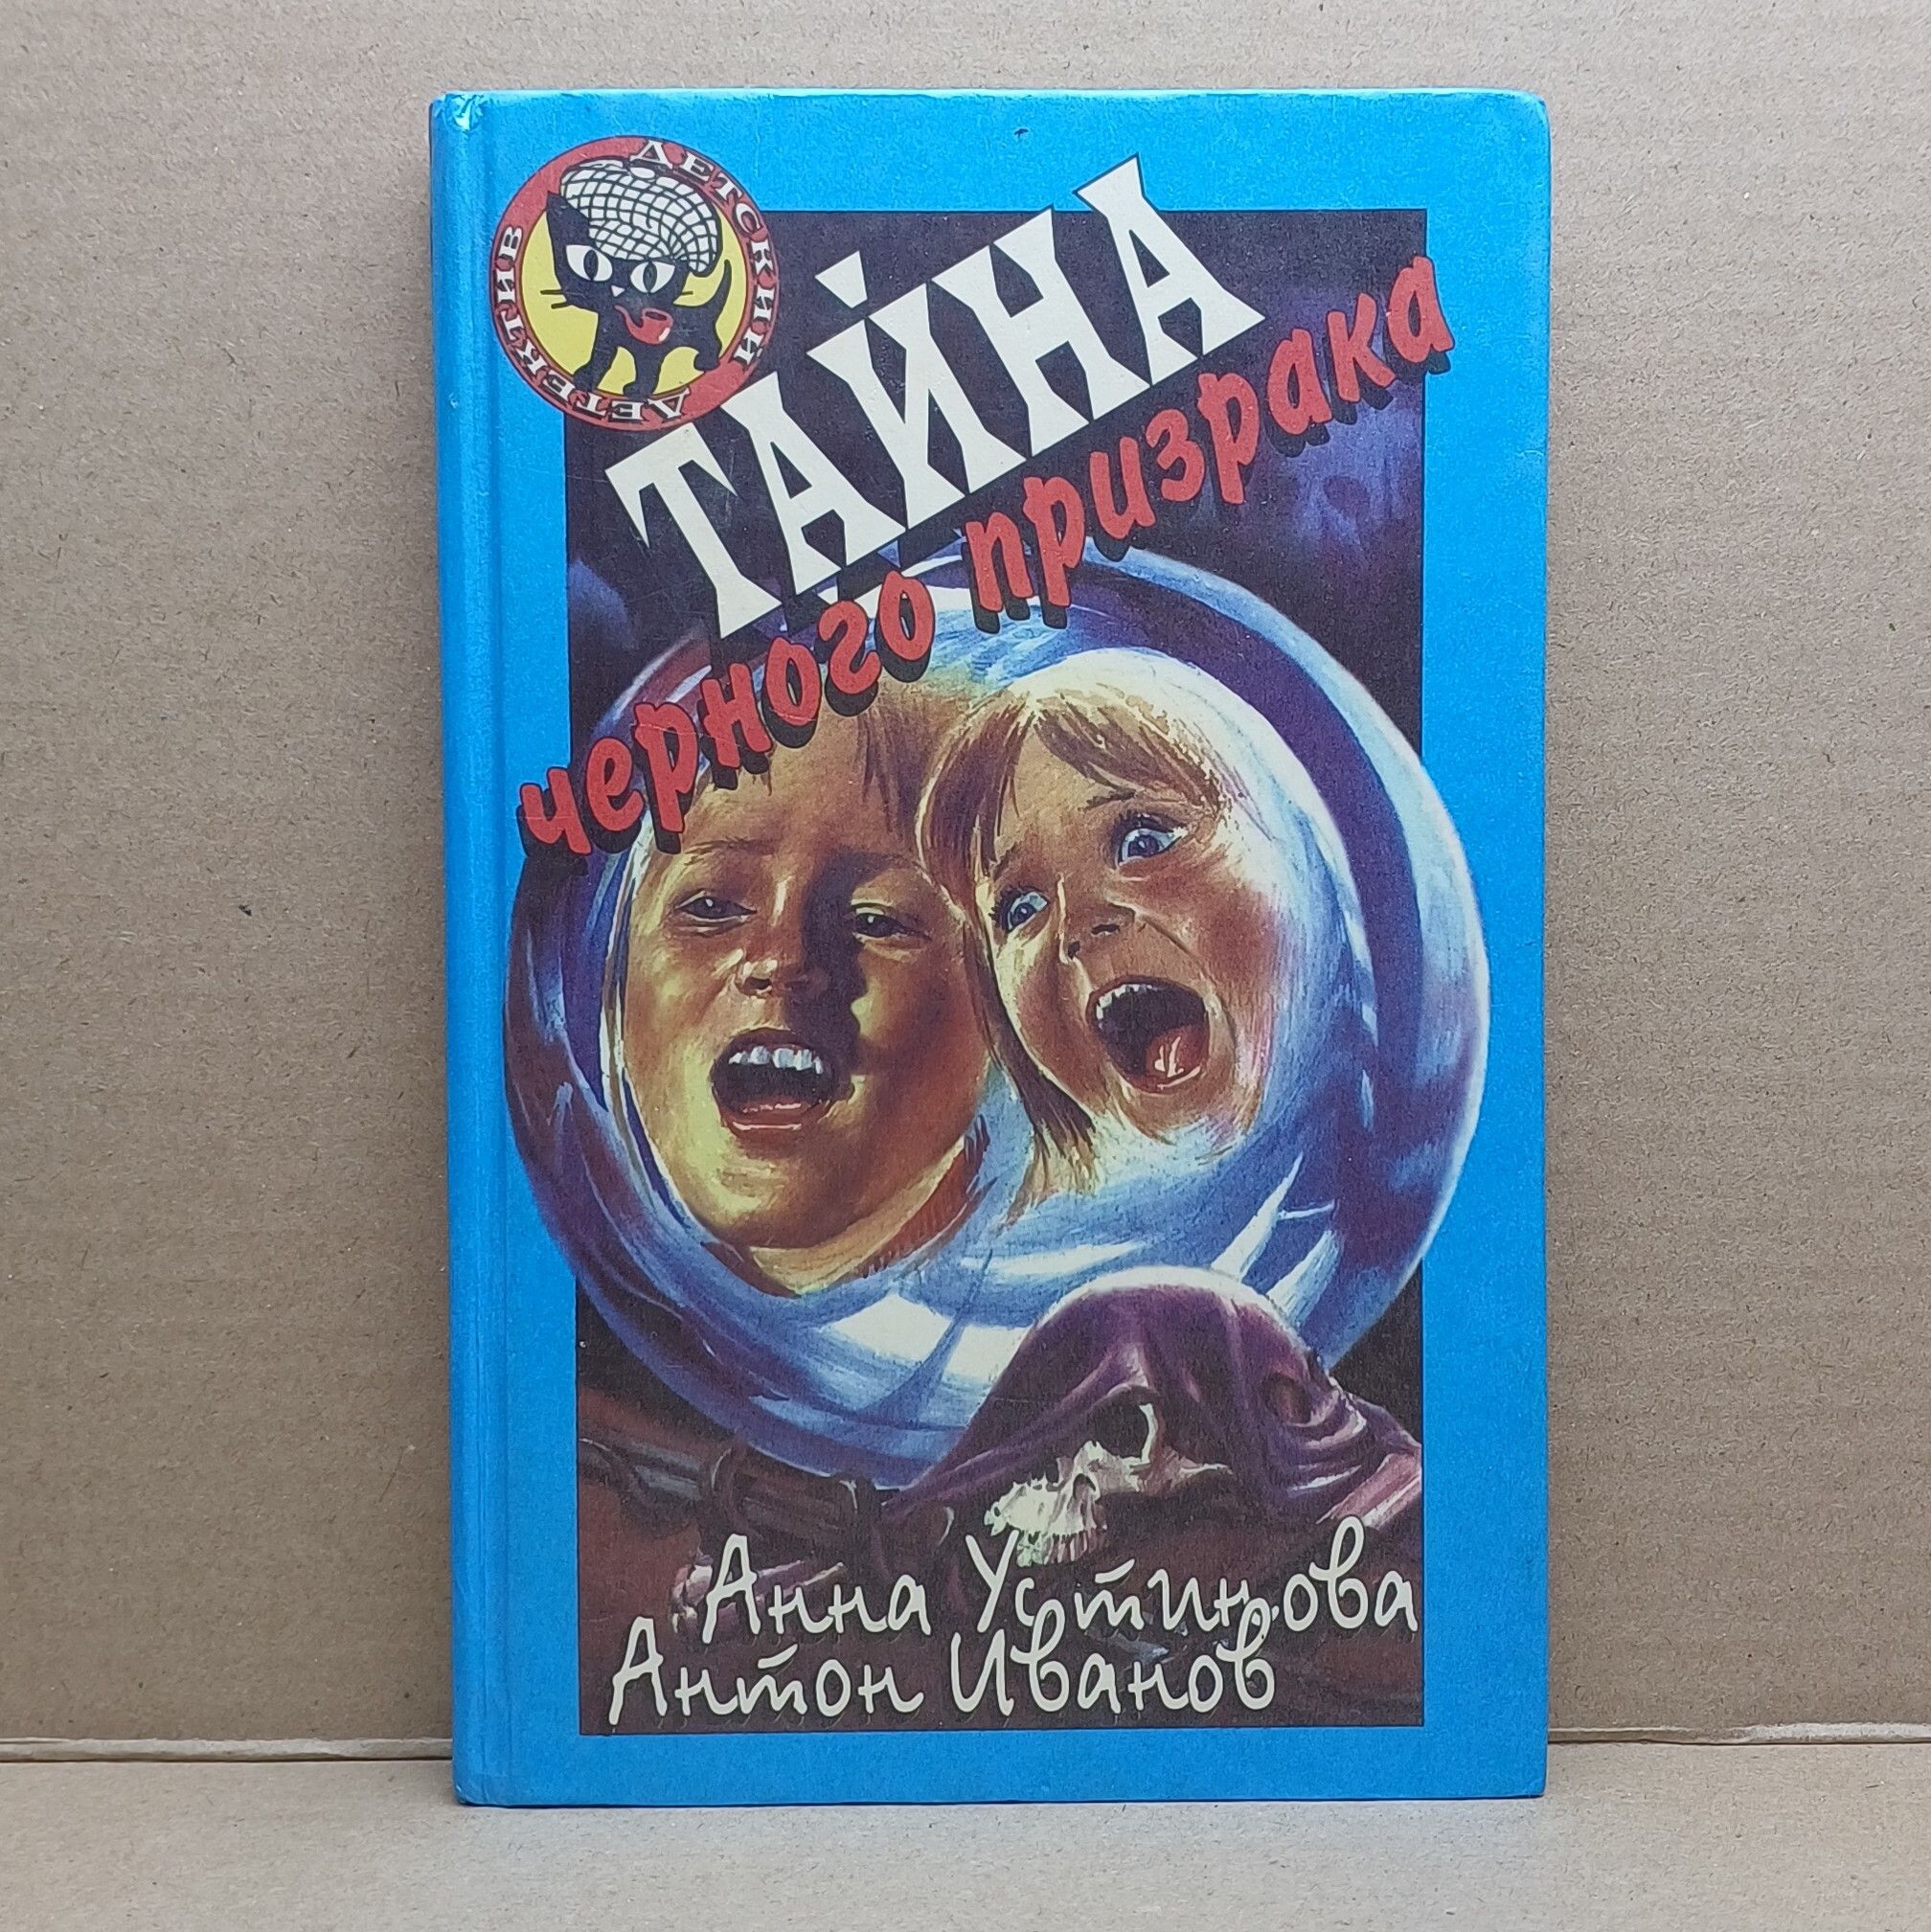 ДЕТСКИЙ ДЕТЕКТИВ
ТАЙНА
черного призрака
Анна Устинова
Антон Иванов